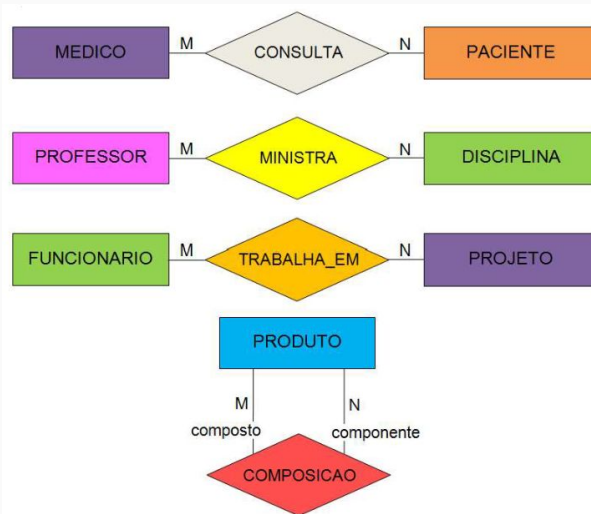 MEDICO M CONSULTA N PACIENTE
PROFESSOR M MINISTRA N DISCIPLINA
FUNCIONARIO M TRABALHA_EM N PROJETO
PRODUTO
M N
composto componente
COMPOSICAO